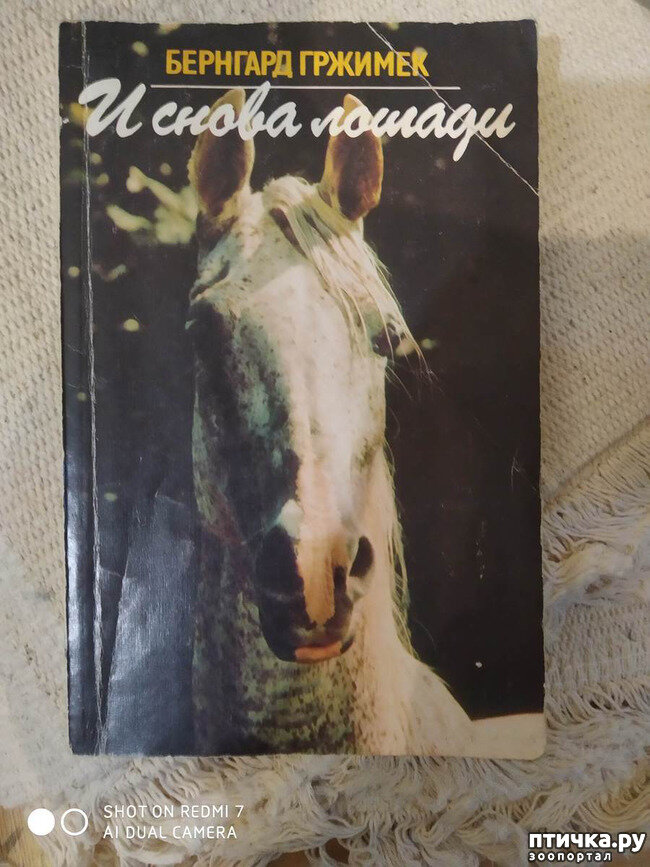 БЕРНГАРД ГРЖИМЕК
И снова лошади
SHOT ON REDMI 7
AI DUAL CAMERA
птичка.ру
зоопортал